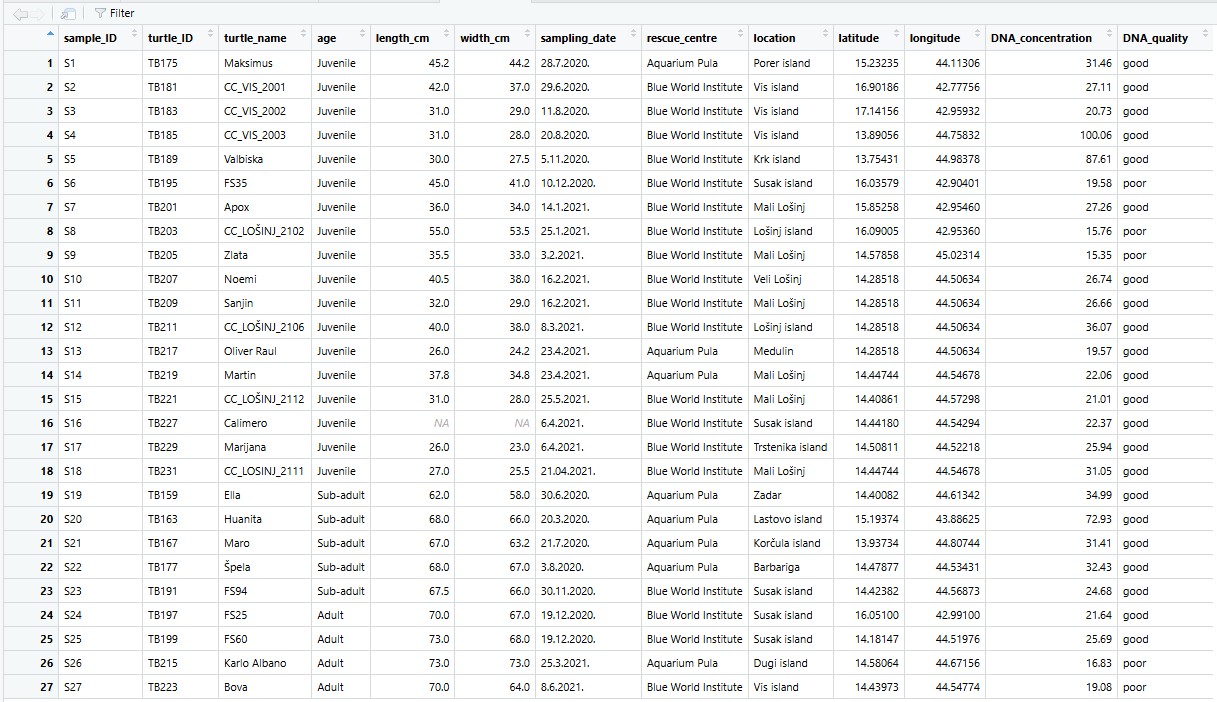 Filter
sample_ID turtle_ID turtle_name age length_cm width_cm sampling_date rescue_centre location latitude longitude DNA_concentration DNA_quality
1 S1 TB175 Maksimus Juvenile 45.2 44.2 28.7.2020. Aquarium Pula Porer island 15.23235 44.11306 31.46 good
2 S2 TB181 CC_VIS_2001 Juvenile 42.0 37.0 29.6.2020. Blue World Institute Vis island 16.90186 42.77756 27.11 good
3 S3 TB183 CC_VIS_2002 Juvenile 31.0 29.0 11.8.2020. Blue World Institute Vis island 17.14156 42.95932 20.73 good
4 S4 TB185 CC_VIS_2003 Juvenile 31.0 28.0 20.8.2020. Blue World Institute Vis island 13.89056 44.75832 100.06 good
5 S5 TB189 Valbiska Juvenile 30.0 27.5 5.11.2020. Blue World Institute Krk island 13.75431 44.98378 87.61 good
6 S6 TB195 FS35 Juvenile 45.0 41.0 10.12.2020. Blue World Institute Susak island 16.03579 42.90401 19.58 poor
7 S7 TB201 Apox Juvenile 36.0 34.0 14.1.2021. Blue World Institute Mali Lošinj 15.85258 42.95460 27.26 good
8 S8 TB203 CC_LOŠINJ_2102 Juvenile 55.0 53.5 25.1.2021. Blue World Institute Lošinj island 16.09005 42.95360 15.76 poor
9 S9 TB205 Zlata Juvenile 35.5 33.0 3.2.2021. Blue World Institute Mali Lošinj 14.57858 45.02314 15.35 poor
10 S10 TB207 Noemi Juvenile 40.5 38.0 16.2.2021. Blue World Institute Veli Lošinj 14.28518 44.50634 26.74 good
11 S11 TB209 Sanjin Juvenile 32.0 29.0 16.2.2021. Blue World Institute Mali Lošinj 14.28518 44.50634 26.66 good
12 S12 TB211 CC_LOŠINJ_2106 Juvenile 40.0 38.0 8.3.2021. Blue World Institute Lošinj island 14.28518 44.50634 36.07 good
13 S13 TB217 Oliver Raul Juvenile 26.0 24.2 23.4.2021. Aquarium Pula Medulin 14.28518 44.50634 19.57 good
14 S14 TB219 Martin Juvenile 37.8 34.8 23.4.2021. Aquarium Pula Mali Lošinj 14.44744 44.54678 22.06 good
15 S15 TB221 CC_LOŠINJ_2112 Juvenile 31.0 28.0 25.5.2021. Blue World Institute Mali Lošinj 14.40861 44.57298 21.01 good
16 S16 TB227 Calimero Juvenile NA NA 6.4.2021. Blue World Institute Susak island 14.44180 44.54294 22.37 good
17 S17 TB229 Marijana Juvenile 26.0 23.0 6.4.2021. Blue World Institute Trstenika island 14.50811 44.52218 25.94 good
18 S18 TB231 CC_LOSINJ_2111 Juvenile 27.0 25.5 21.04.2021. Blue World Institute Mali Lošinj 14.44744 44.54678 31.05 good
19 S19 TB159 Ella Sub-adult 62.0 58.0 30.6.2020. Aquarium Pula Zadar 14.40082 44.61342 34.99 good
20 S20 TB163 Huanita Sub-adult 68.0 66.0 20.3.2020. Aquarium Pula Lastovo island 15.19374 43.88625 72.93 good
21 S21 TB167 Maro Sub-adult 67.0 63.2 21.7.2020. Aquarium Pula Korčula island 13.93734 44.80744 31.41 good
22 S22 TB177 Špela Sub-adult 68.0 67.0 3.8.2020. Aquarium Pula Barbariga 14.47877 44.53431 32.43 good
23 S23 TB191 FS94 Sub-adult 67.5 66.0 30.11.2020. Blue World Institute Susak island 14.42382 44.56873 24.68 good
24 S24 TB197 FS25 Adult 70.0 67.0 19.12.2020. Blue World Institute Susak island 16.05100 42.99100 21.64 good
25 S25 TB199 FS60 Adult 73.0 68.0 19.12.2020. Blue World Institute Susak island 14.18147 44.51976 25.69 good
26 S26 TB215 Karlo Albano Adult 73.0 73.0 25.3.2021. Aquarium Pula Dugi island 14.58064 44.67156 16.83 poor
27 S27 TB223 Bova Adult 70.0 64.0 8.6.2021. Blue World Institute Vis island 14.43973 44.54774 19.08 poor